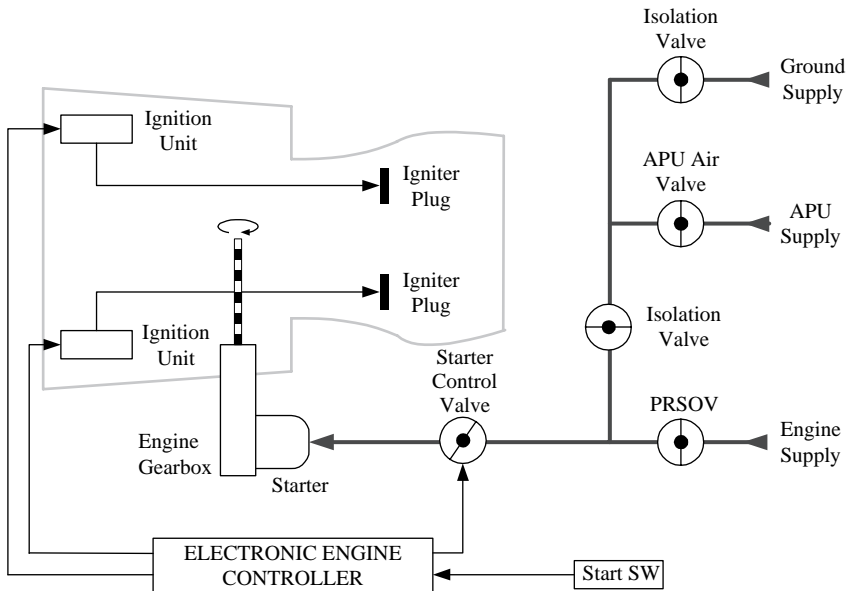 Isolation
Valve
Ground
Supply
Ignition
Unit
Igniter
Plug
APU Air
Valve
APU
Supply
Igniter
Plug
Ignition
Unit
Isolation
Valve
Starter
Control
Valve
PRSOV
Engine
Supply
Engine
Gearbox
Starter
ELECTRONIC ENGINE
CONTROLLER
Start SW